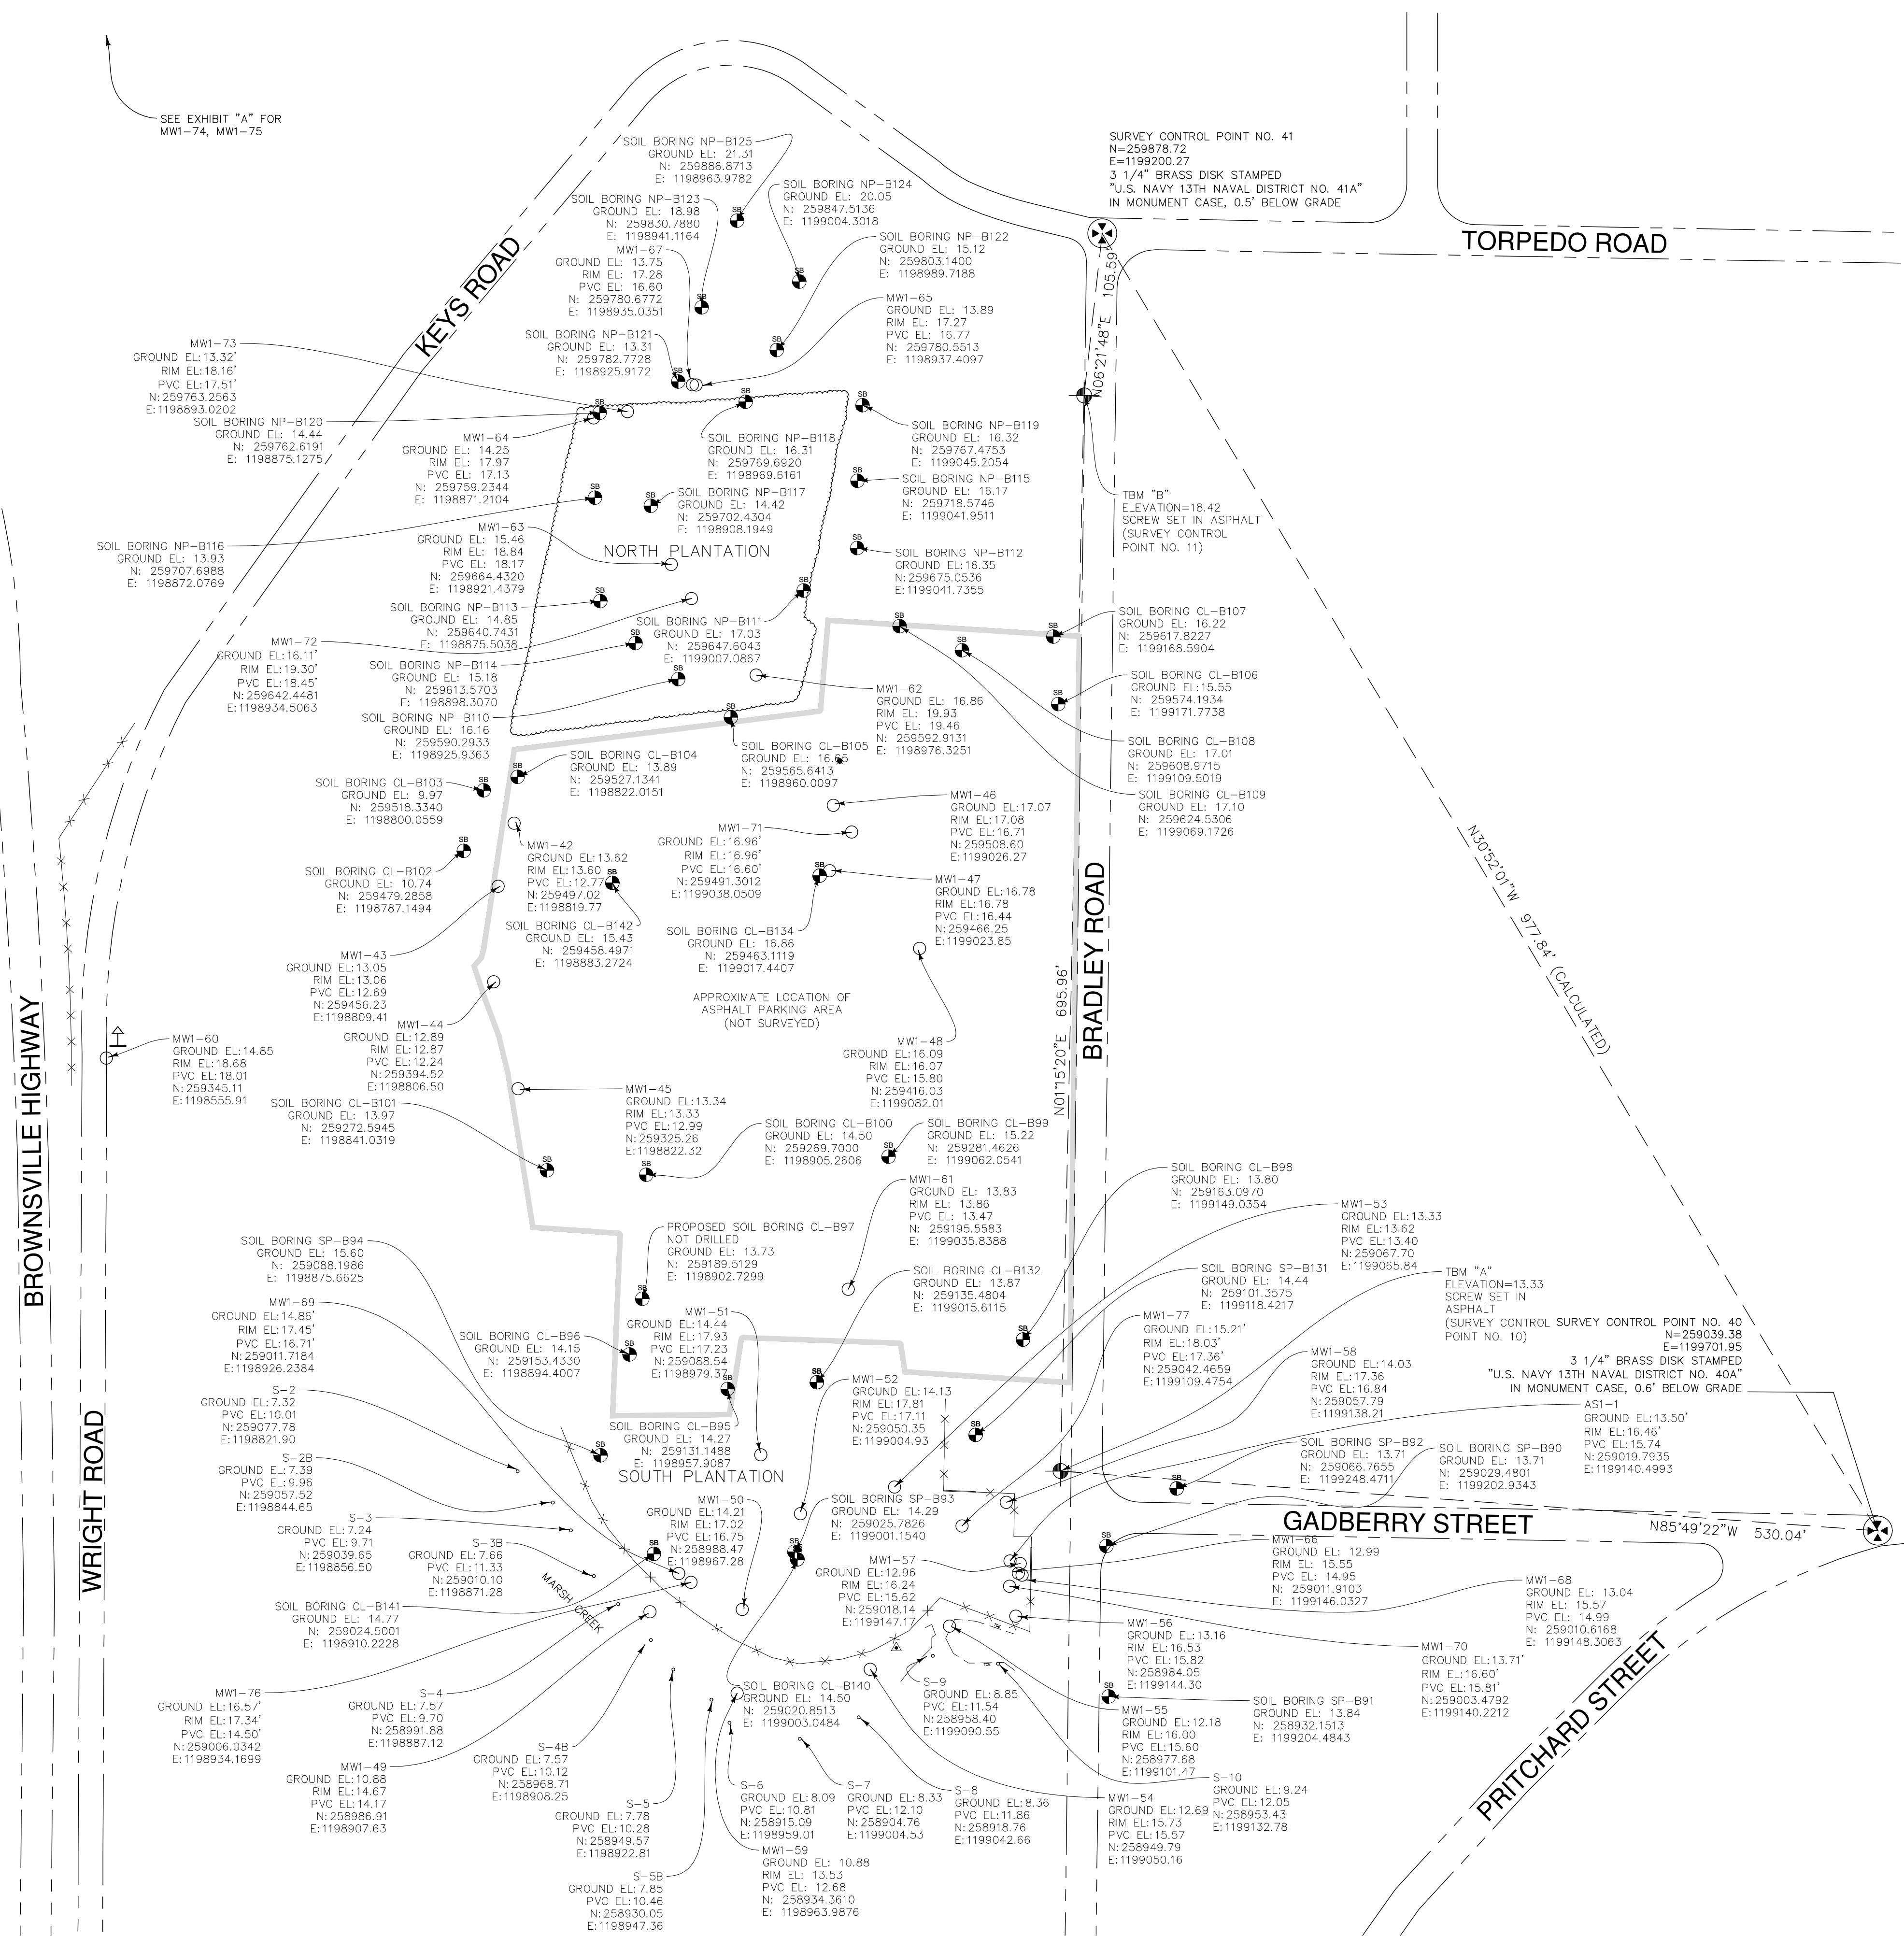 SEE EXHIBIT "A" FOR
MW1-74, MW1-75
SURVEY CONTROL POINT NO. 41
N=259878.72
E=1199200.27
3 1/4" BRASS DISK STAMPED
"U.S. NAVY 13TH NAVAL DISTRICT NO. 41A"
IN MONUMENT CASE, 0.5' BELOW GRADE
KEYS ROAD
TORPEDO ROAD
SOIL BORING NP-B125
GROUND EL: 21.31
N: 259886.8713
E: 1198963.9782
SOIL BORING NP-B124
GROUND EL: 20.05
N: 259847.5136
E: 1199004.3018
SOIL BORING NP-B123
GROUND EL: 18.98
N: 259830.7880
E: 1198941.1164
SOIL BORING NP-B122
GROUND EL: 15.12
N: 259803.1400
E: 1198989.7188
MW1-67
GROUND EL: 13.75
RIM EL: 17.28
PVC EL: 16.60
N: 259780.6772
E: 1198935.0351
MW1-65
GROUND EL: 13.89
RIM EL: 17.27
PVC EL: 16.77
N: 259780.5513
E: 1198937.4097
SOIL BORING NP-B121
GROUND EL: 13.31
N: 259782.7728
E: 1198925.9172
MW1-73
GROUND EL:13.32'
RIM EL:18.16'
PVC EL:17.51'
N:259763.2563
E:1198893.0202
SOIL BORING NP-B120
GROUND EL: 14.44
N: 259762.6191
E: 1198875.1275
MW1-64
GROUND EL: 14.25
RIM EL: 17.97
PVC EL: 17.13
N: 259759.2344
E: 1198871.2104
SOIL BORING NP-B118
GROUND EL: 16.31
N: 259769.6920
E: 1198969.6161
SOIL BORING NP-B119
GROUND EL: 16.32
N: 259767.4753
E: 1199045.2054
SOIL BORING NP-B115
GROUND EL: 16.17
N: 259718.5746
E: 1199041.9511
SOIL BORING NP-B117
GROUND EL: 14.42
N: 259702.4304
E: 1198908.1949
NORTH PLANTATION
TBM "B"
ELEVATION=18.42
SCREW SET IN ASPHALT
(SURVEY CONTROL
POINT NO. 11)
N06°21'48"E 105.59'
SOIL BORING NP-B116
GROUND EL: 13.93
N: 259707.6988
E: 1198872.0769
MW1-63
GROUND EL: 15.46
RIM EL: 18.84
PVC EL: 18.17
N: 259664.4320
E: 1198921.4379
SOIL BORING NP-B112
GROUND EL:16.35
N:259675.0536
E:1199041.7355
SOIL BORING NP-B113
GROUND EL: 14.85
N: 259640.7431
E: 1198875.5038
SOIL BORING NP-B111
GROUND EL: 17.03
N: 259647.6043
E: 1199007.0867
SOIL BORING CL-B107
GROUND EL: 16.22
N: 259617.8227
E: 1199168.5904
MW1-72
GROUND EL:16.11'
RIM EL:19.30'
PVC EL:18.45'
N:259642.4481
E:1198934.5063
SOIL BORING NP-B114
GROUND EL: 15.18
N: 259613.5703
E: 1198898.3070
SOIL BORING NP-B110
GROUND EL: 16.16
N: 259590.2933
E: 1198925.9363
MW1-62
GROUND EL: 16.86
RIM EL: 19.93
PVC EL: 19.46
N: 259592.9131
E: 1198976.3251
SOIL BORING CL-B106
GROUND EL:15.55
N: 259574.1934
E: 1199171.7738
SOIL BORING CL-B105
GROUND EL: 16.65
N: 259565.6413
E: 1198960.0097
SOIL BORING CL-B108
GROUND EL: 17.01
N: 259608.9715
E: 1199109.5019
SOIL BORING CL-B109
GROUND EL: 17.10
N: 259624.5306
E: 1199069.1726
SOIL BORING CL-B104
GROUND EL: 13.89
N: 259527.1341
E: 1198822.0151
SOIL BORING CL-B103
GROUND EL: 9.97
N: 259518.3340
E: 1198800.0559
MW1-46
GROUND EL:17.07
RIM EL:17.08
PVC EL:16.71
N:259508.60
E:1199026.27
MW1-71
GROUND EL:16.96'
RIM EL:16.96'
PVC EL:16.60'
N:259491.3012
E:1199038.0509
MW1-42
GROUND EL:13.62
RIM EL:13.60
PVC EL:12.77
N:259497.02
E:1198819.77
SOIL BORING CL-B102
GROUND EL: 10.74
N: 259479.2858
E: 1198787.1494
MW1-47
GROUND EL:16.78
RIM EL:16.78
PVC EL:16.44
N:259466.25
E:1199023.85
SOIL BORING CL-B142
GROUND EL: 15.43
N: 259458.4971
E: 1198883.2724
SOIL BORING CL-B134
GROUND EL: 16.86
N: 259463.1119
E: 1199017.4407
MW1-43
GROUND EL:13.05
RIM EL:13.06
PVC EL:12.69
N:259456.23
E:1198809.41
APPROXIMATE LOCATION OF
ASPHALT PARKING AREA
(NOT SURVEYED)
BRADLEY ROAD
N01°15'20"E 695.96'
N30°52'01"W 977.84' (CALCULATED)
BROWNSVILLE HIGHWAY
WRIGHT ROAD
MW1-60
GROUND EL:14.85
RIM EL:18.68
PVC EL:18.01
N:259345.11
E:1198555.91
MW1-44
GROUND EL:12.89
RIM EL:12.87
PVC EL:12.24
N:259394.52
E:1198806.50
MW1-48
GROUND EL:16.09
RIM EL:16.07
PVC EL:15.80
N:259416.03
E:1199082.01
MW1-45
GROUND EL:13.34
RIM EL:13.33
PVC EL:12.99
N:259325.26
E:1198822.32
SOIL BORING CL-B101
GROUND EL: 13.97
N: 259272.5945
E: 1198841.0319
SOIL BORING CL-B100
GROUND EL: 14.50
N: 259269.7000
E: 1198905.2606
SOIL BORING CL-B99
GROUND EL: 15.22
N: 259281.4626
E: 1199062.0541
SOIL BORING CL-B98
GROUND EL: 13.80
N: 259163.0970
E: 1199149.0354
MW1-61
GROUND EL: 13.83
RIM EL: 13.86
PVC EL: 13.47
N: 259195.5583
E: 1199035.8388
MW1-53
GROUND EL:13.33
RIM EL:13.62
PVC EL:13.40
N:259067.70
E:1199065.84
PROPOSED SOIL BORING CL-B97
NOT DRILLED
GROUND EL: 13.73
N: 259189.5129
E: 1198902.7299
SOIL BORING SP-B94
GROUND EL: 15.60
N: 259088.1986
E: 1198875.6625
SOIL BORING CL-B132
GROUND EL: 13.87
N: 259135.4804
E: 1199015.6115
SOIL BORING SP-B131
GROUND EL: 14.44
N: 259101.3575
E: 1199118.4217
TBM "A"
ELEVATION=13.33
SCREW SET IN
ASPHALT
(SURVEY CONTROL
POINT NO. 10)
SURVEY CONTROL POINT NO. 40
N=259039.38
E=1199701.95
3 1/4" BRASS DISK STAMPED
"U.S. NAVY 13TH NAVAL DISTRICT NO. 40A"
IN MONUMENT CASE, 0.6' BELOW GRADE
MW1-69
GROUND EL:14.86'
RIM EL:17.45'
PVC EL:16.71'
N:259011.7184
E:1198926.2384
MW1-51
GROUND EL:14.44
RIM EL:17.93
PVC EL:17.23
N:259088.54
E:1198979.37
MW1-77
GROUND EL:15.21'
RIM EL:18.03'
PVC EL:17.36'
N:259042.4659
E:1199109.4754
SOIL BORING CL-B96
GROUND EL: 14.15
N: 259153.4330
E: 1198894.4007
MW1-58
GROUND EL:14.03
RIM EL:17.36
PVC EL:16.84
N:259057.79
E:1199138.21
MW1-52
GROUND EL:14.13
RIM EL:17.81
PVC EL:17.11
N:259050.35
E:1199004.93
S-2
GROUND EL:7.32
PVC EL:10.01
N:259077.78
E:1198821.90
AS1-1
GROUND EL:13.50'
RIM EL:16.46'
PVC EL:15.74
N:259019.7935
E:1199140.4993
SOIL BORING CL-B95
GROUND EL: 14.27
N: 259131.1488
E: 1198957.9087
SOUTH PLANTATION
SOIL BORING SP-B92
GROUND EL: 13.71
N: 259066.7655
E: 1199248.4711
SOIL BORING SP-B90
GROUND EL: 13.71
N: 259029.4801
E: 1199202.9343
S-2B
GROUND EL:7.39
PVC EL:9.96
N:259057.52
E:1198844.65
SOIL BORING SP-B93
GROUND EL: 14.29
N: 259025.7826
E: 1199001.1540
MW1-50
GROUND EL:14.21
RIM EL:17.02
PVC EL:16.75
N:258988.47
E:1198967.28
S-3
GROUND EL:7.24
PVC EL:9.71
N:259039.65
E:1198856.50
GADBERRY STREET
N85°49'22"W 530.04'
S-3B
GROUND EL:7.66
PVC EL:11.33
N:259010.10
E:1198871.28
MARSH CREEK
MW1-57
GROUND EL:12.96
RIM EL:16.24
PVC EL:15.62
N:259018.14
E:1199147.17
MW1-66
GROUND EL: 12.99
RIM EL: 15.55
PVC EL: 14.95
N: 259011.9103
E: 1199146.0327
MW1-68
GROUND EL: 13.04
RIM EL: 15.57
PVC EL: 14.99
N: 259010.6168
E: 1199148.3063
SOIL BORING CL-B141
GROUND EL: 14.77
N: 259024.5001
E: 1198910.2228
MW1-56
GROUND EL:13.16
RIM EL:16.53
PVC EL:15.82
N:258984.05
E:1199144.30
MW1-70
GROUND EL:13.71'
RIM EL:16.60'
PVC EL:15.81'
N:259003.4792
E:1199140.2212
PRITCHARD STREET
MW1-76
GROUND EL:16.57'
RIM EL:17.34'
PVC EL:14.50'
N:259006.0342
E:1198934.1699
S-4
GROUND EL:7.57
PVC EL:9.70
N:258991.88
E:1198887.12
SOIL BORING CL-B140
GROUND EL: 14.50
N: 259020.8513
E: 1199003.0484
S-9
GROUND EL:8.85
PVC EL:11.54
N:258958.40
E:1199090.55
SOIL BORING SP-B91
GROUND EL: 13.84
N: 258932.1513
E: 1199204.4843
MW1-55
GROUND EL:12.18
RIM EL:16.00
PVC EL:15.60
N:258977.68
E:1199101.47
S-4B
GROUND EL:7.57
PVC EL:10.12
N:258968.71
E:1198908.25
MW1-49
GROUND EL:10.88
RIM EL:14.67
PVC EL:14.17
N:258986.91
E:1198907.63
S-10
GROUND EL:9.24
PVC EL:12.05
N:258953.43
E:1199132.78
S-6
GROUND EL:8.09
PVC EL:10.81
N:258915.09
E:1198959.01
S-7
GROUND EL:8.33
PVC EL:12.10
N:258904.76
E:1199004.53
S-8
GROUND EL:8.36
PVC EL:11.86
N:258918.76
E:1199042.66
MW1-54
GROUND EL:12.69
RIM EL:15.73
PVC EL:15.57
N:258949.79
E:1199050.16
S-5
GROUND EL:7.78
PVC EL:10.28
N:258949.57
E:1198922.81
MW1-59
GROUND EL: 10.88
RIM EL: 13.53
PVC EL: 12.68
N: 258934.3610
E: 1198963.9876
S-5B
GROUND EL:7.85
PVC EL:10.46
N:258930.05
E:1198947.36